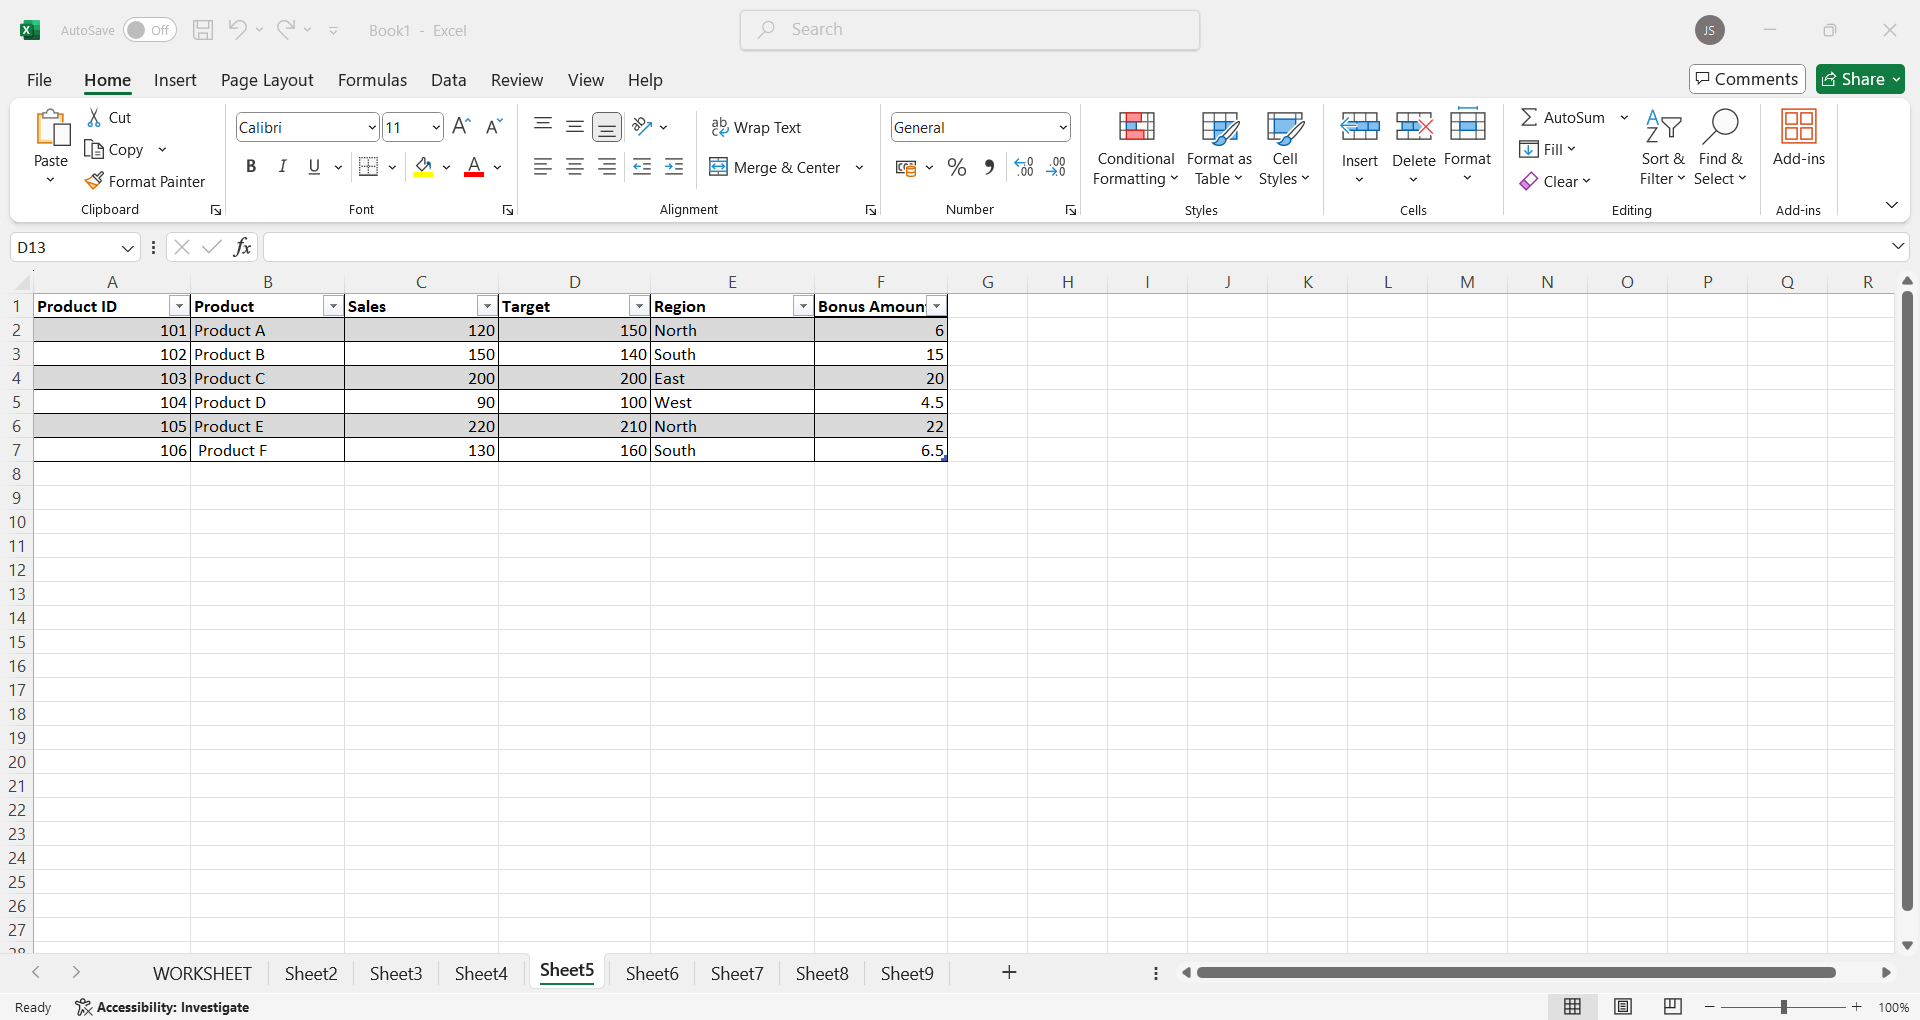 AutoSave Off Book1 - Excel Search JS
File Home Insert Page Layout Formulas Data Review View Help Comments Share
Paste Cut Copy Format Painter Clipboard
Calibri 11 B I U A Font
ab Wrap Text Merge & Center Alignment
General % Number
Conditional Formatting Format as Table Cell Styles Styles
Insert Delete Format Cells
AutoSum Fill Clear Sort & Filter Find & Select Editing
Add-ins Add-ins
D13 fx
A B C D E F G H I J K L M N O P Q R
1 Product ID Product Sales Target Region Bonus Amoun
2 101 Product A 120 150 North 6
3 102 Product B 150 140 South 15
4 103 Product C 200 200 East 20
5 104 Product D 90 100 West 4.5
6 105 Product E 220 210 North 22
7 106 Product F 130 160 South 6.5
8
9
10
11
12
13
14
15
16
17
18
19
20
21
22
23
24
25
26
27
28
WORKSHEET Sheet2 Sheet3 Sheet4 Sheet5 Sheet6 Sheet7 Sheet8 Sheet9
Ready Accessibility: Investigate 100%